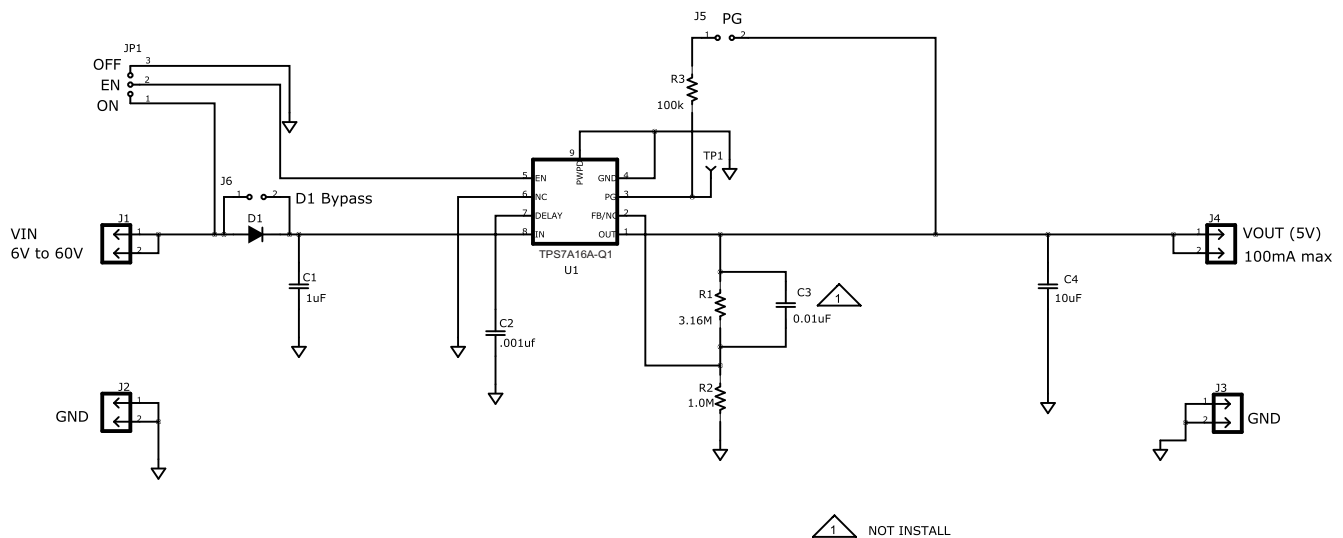 J5 PG
1 2
JP1
OFF 3
EN 2
ON 1
R3
100k
TP1
9
PWPD
5 EN GND 4
6 NC PG 3
7 DELAY FB/NC 2
8 IN OUT 1
TPS7A16A-Q1
U1
J6
1 2
D1 Bypass
J1
VIN
6V to 60V
1
2
D1
C1
1uF
C2
.001uf
R1
3.16M
C3
0.01uF
1
C4
10uF
J4
1
2
VOUT (5V)
100mA max
R2
1.0M
J2
GND
1
2
J3
1
2
GND
1 NOT INSTALL